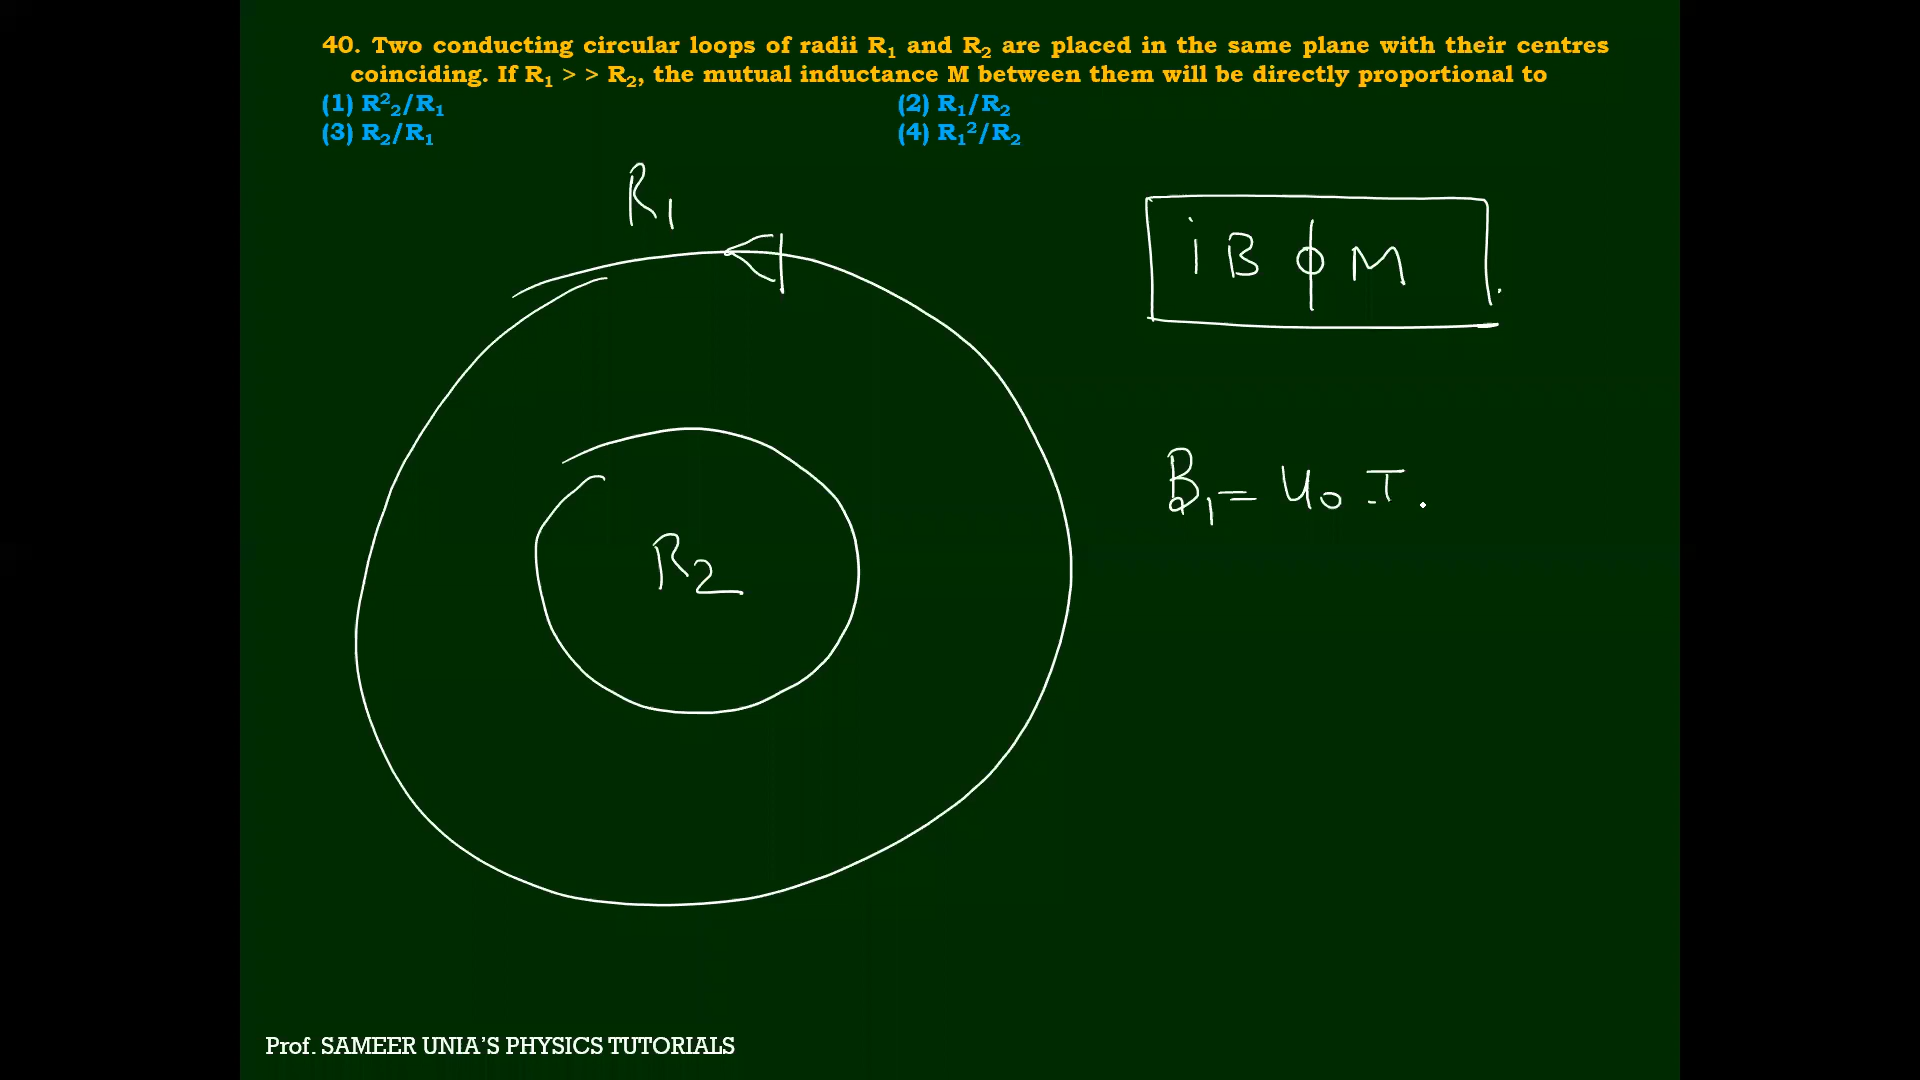 40. Two conducting circular loops of radii R₁ and R₂ are placed in the same plane with their centres
coinciding. If R₁ > > R₂, the mutual inductance M between them will be directly proportional to
(1) R²₂/R₁ (2) R₁/R₂
(3) R₂/R₁ (4) R₁²/R₂
R₁
i B ϕ M
B₁ = μ₀ I
R₂
Prof. SAMEER UNIA'S PHYSICS TUTORIALS